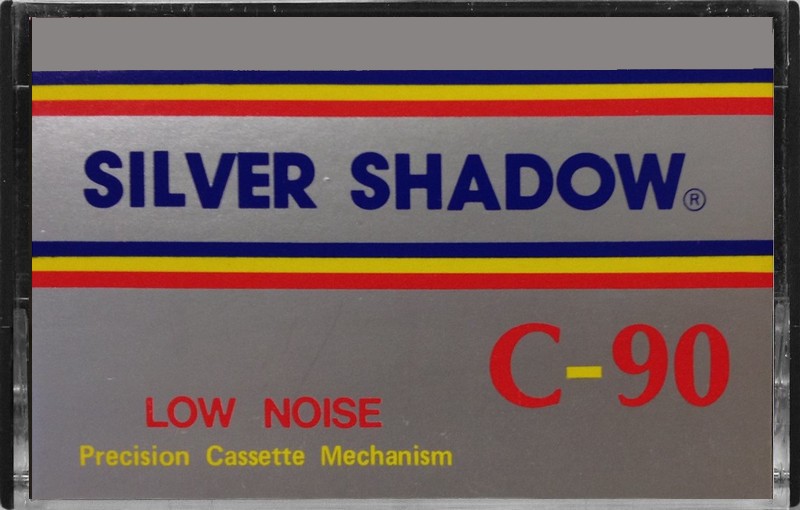 SILVER SHADOW®
C-90
LOW NOISE
Precision Cassette Mechanism